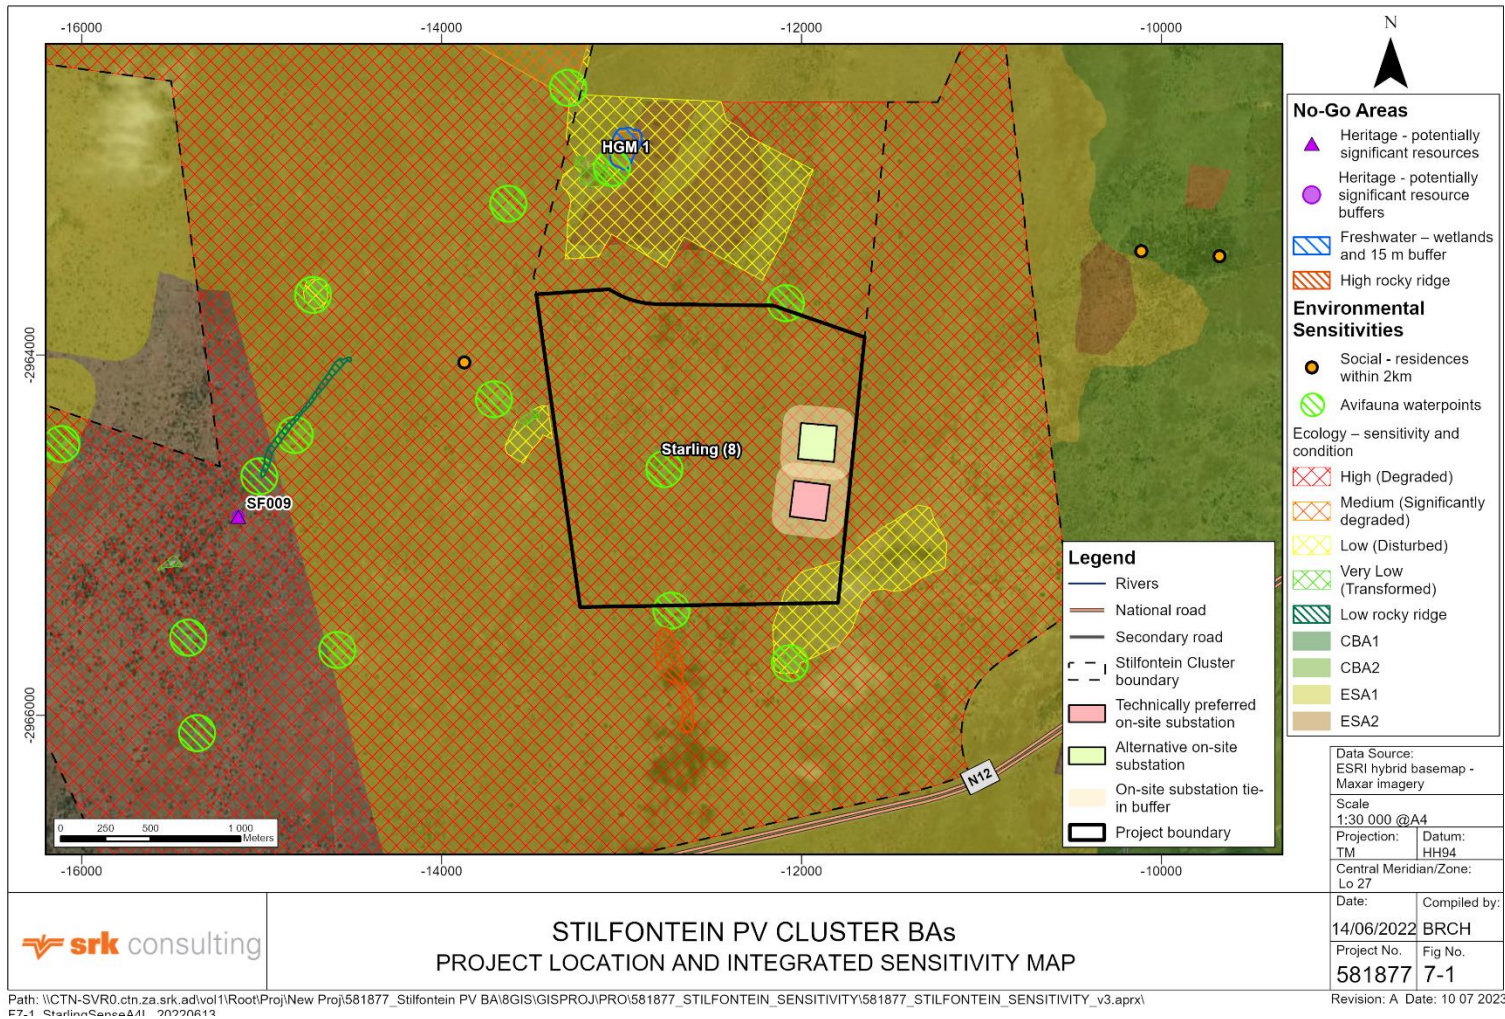 -16000
-14000
-12000
-10000
N
-2964000
-2966000
HGM 1
Starling (8)
SF009
N12
0 250 500 1 000
Meters
-16000
-14000
-12000
-10000
No-Go Areas
Heritage - potentially
significant resources
Heritage - potentially
significant resource
buffers
Freshwater – wetlands
and 15 m buffer
High rocky ridge
Environmental
Sensitivities
Social - residences
within 2km
Avifauna waterpoints
Ecology – sensitivity and
condition
High (Degraded)
Medium (Significantly
degraded)
Low (Disturbed)
Very Low
(Transformed)
Low rocky ridge
CBA1
CBA2
ESA1
ESA2
Legend
Rivers
National road
Secondary road
Stilfontein Cluster
boundary
Technically preferred
on-site substation
Alternative on-site
substation
On-site substation tie-
in buffer
Project boundary
Data Source:
ESRI hybrid basemap -
Maxar imagery
Scale
1:30 000 @A4
Projection: Datum:
TM HH94
Central Meridian/Zone:
Lo 27
Date: Compiled by:
14/06/2022 BRCH
Project No. Fig No.
581877 7-1
Revision: A Date: 10 07 2023
srk consulting
STILFONTEIN PV CLUSTER BAs
PROJECT LOCATION AND INTEGRATED SENSITIVITY MAP
Path: \\CTN-SVR0.ctn.za.srk.ad\vol1\Root\Proj\New Proj\581877_Stilfontein PV BA\8GIS\GISPROJ\PRO\581877_STILFONTEIN_SENSITIVITY\581877_STILFONTEIN_SENSITIVITY_v3.aprx\
F7-1_StarlingSenseA4L_20220613